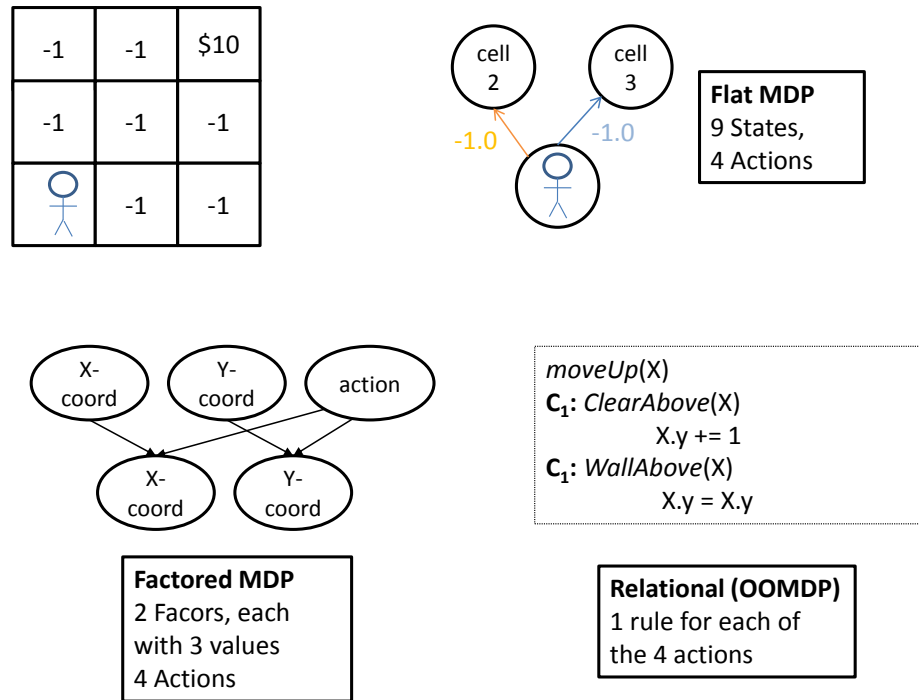 -1 -1 $10
-1 -1 -1
-1 -1
cell
2
cell
3
-1.0 -1.0
Flat MDP
9 States,
4 Actions
X-
coord
Y-
coord
action
X-
coord
Y-
coord
Factored MDP
2 Facors, each
with 3 values
4 Actions
moveUp(X)
C₁: ClearAbove(X)
X.y += 1
C₁: WallAbove(X)
X.y = X.y
Relational (OOMDP)
1 rule for each of
the 4 actions